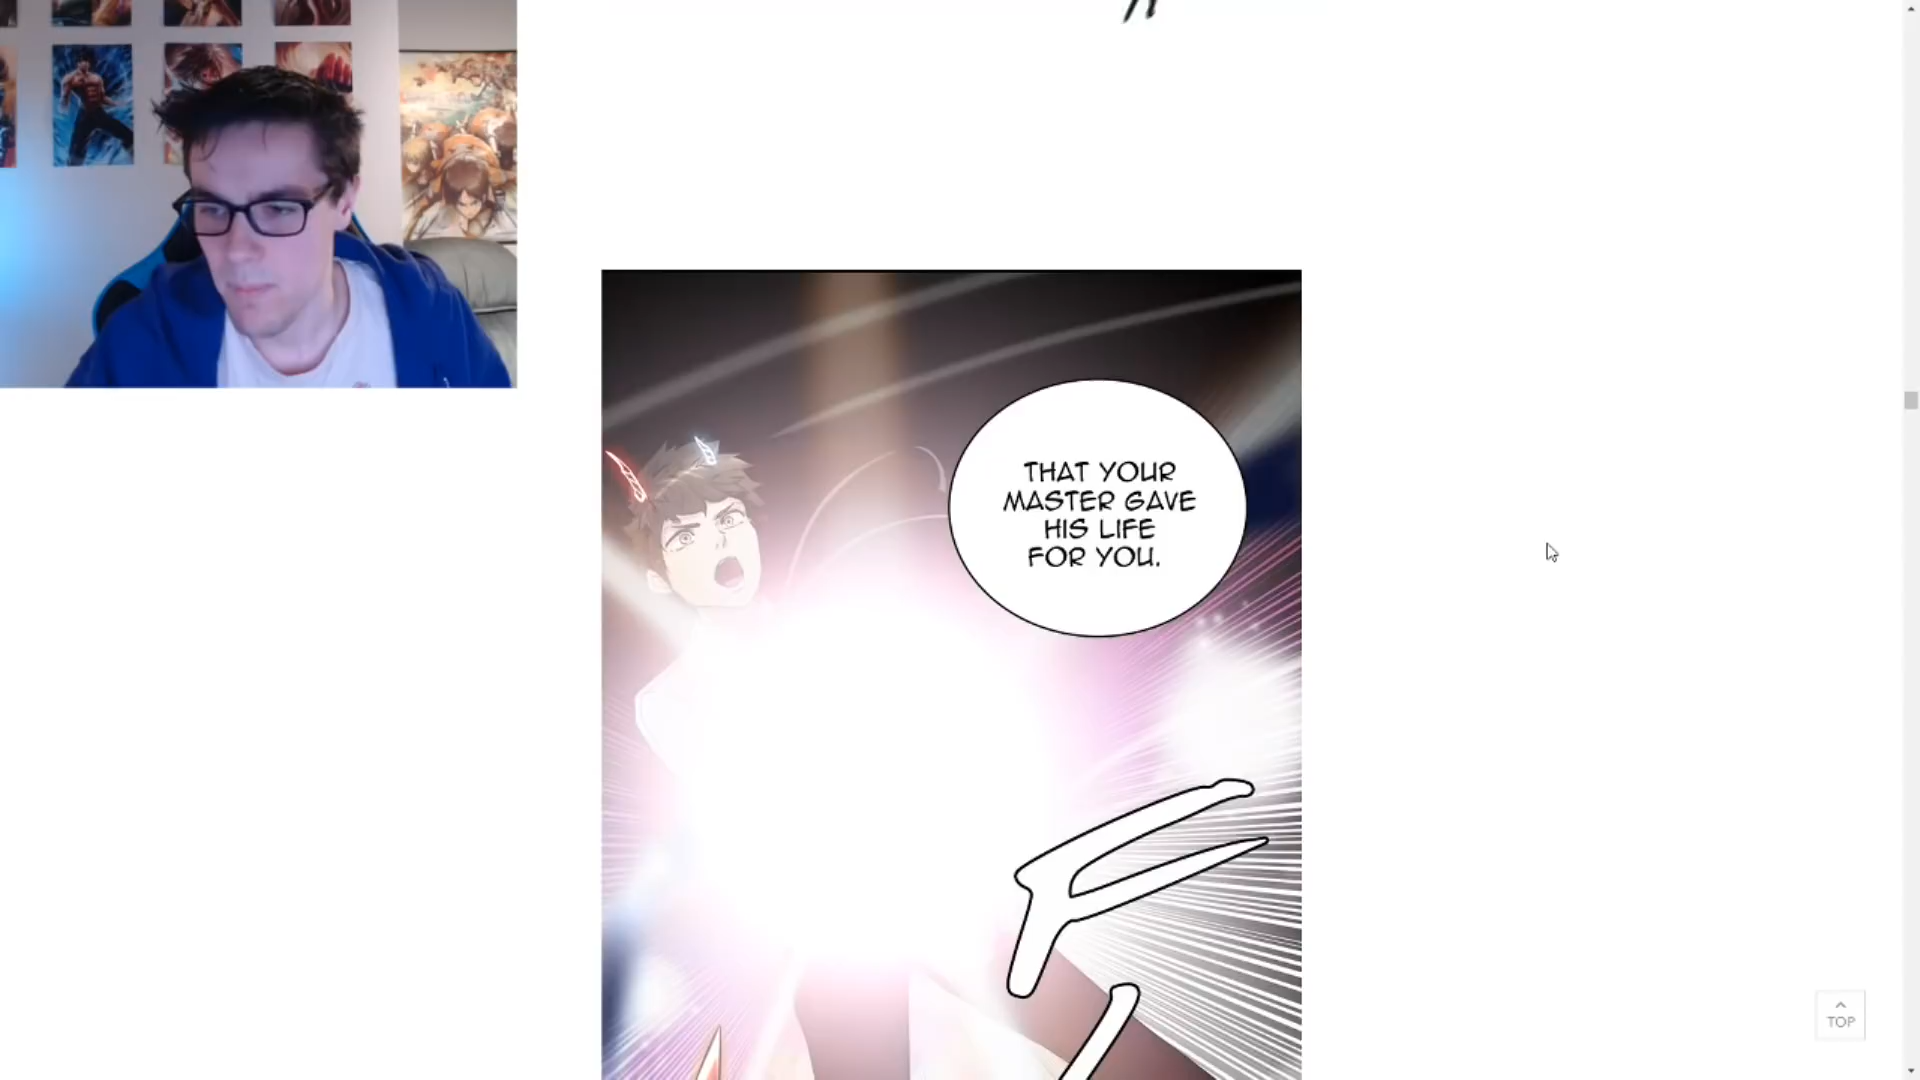 THAT YOUR
MASTER GAVE
HIS LIFE
FOR YOU.
TOP